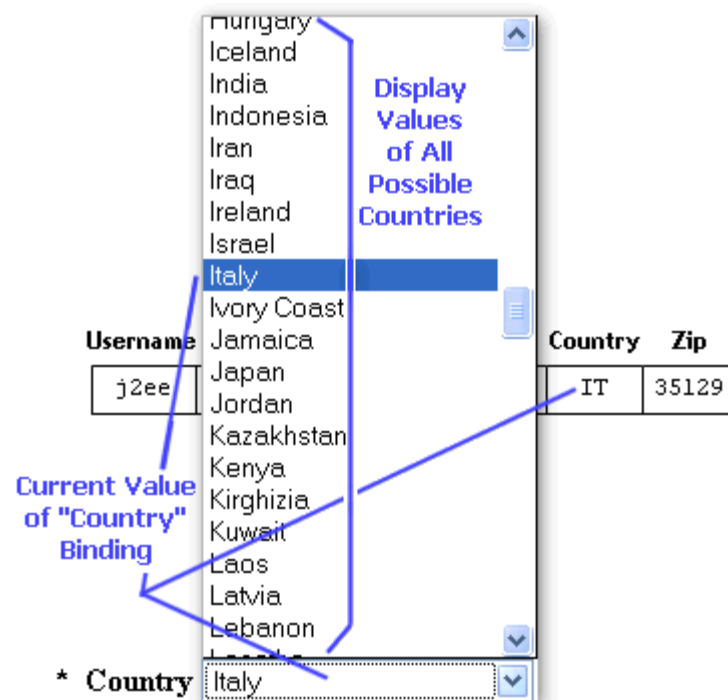 Hungary
Iceland
India
Indonesia
Iran
Iraq
Ireland
Israel
Italy
Ivory Coast
Jamaica
Japan
Jordan
Kazakhstan
Kenya
Kirghizia
Kuwait
Laos
Latvia
Lebanon
Display
Values
of All
Possible
Countries
Username Country Zip
j2ee IT 35129
Current Value
of "Country"
Binding
* Country Italy